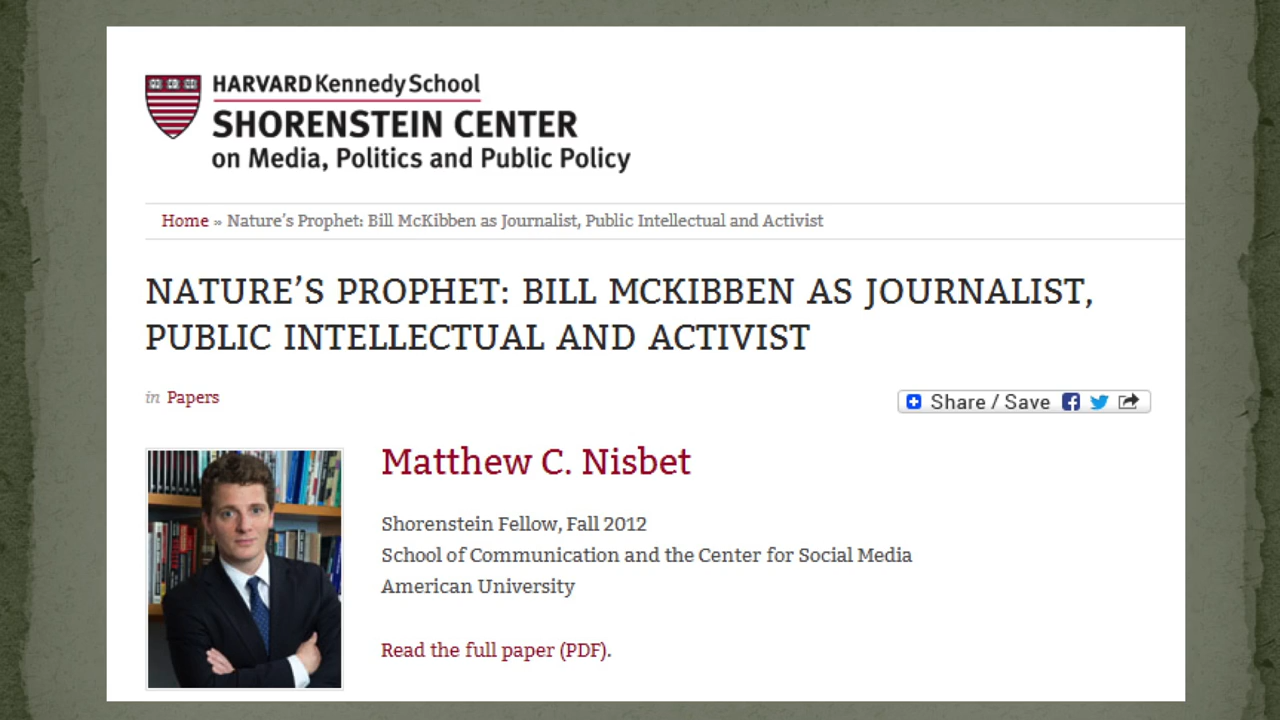 HARVARD Kennedy School
SHORENSTEIN CENTER
on Media, Politics and Public Policy
Home » Nature's Prophet: Bill McKibben as Journalist, Public Intellectual and Activist
NATURE'S PROPHET: BILL MCKIBBEN AS JOURNALIST,
PUBLIC INTELLECTUAL AND ACTIVIST
in Papers
Share / Save
Matthew C. Nisbet
Shorenstein Fellow, Fall 2012
School of Communication and the Center for Social Media
American University
Read the full paper (PDF).